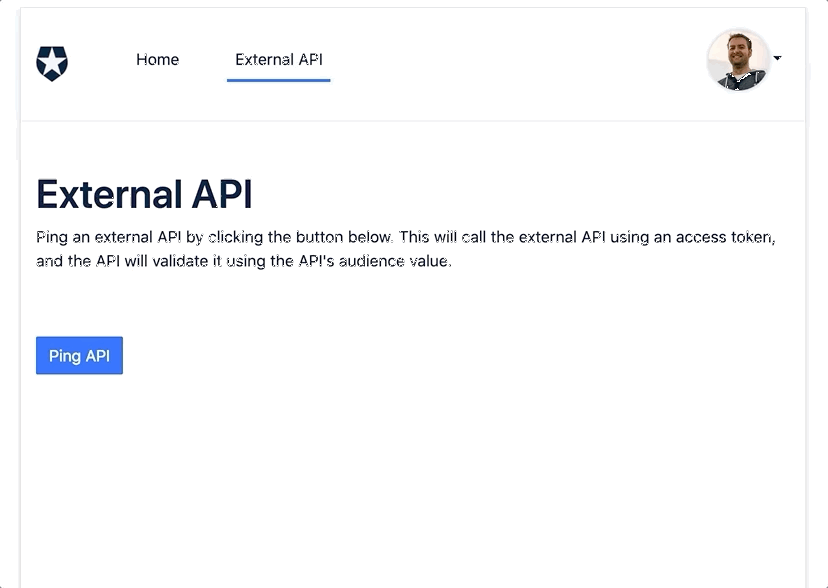 Home
External API
External API
Ping an external API by clicking the button below. This will call the external API using an access token,
and the API will validate it using the API's audience value.
Ping API